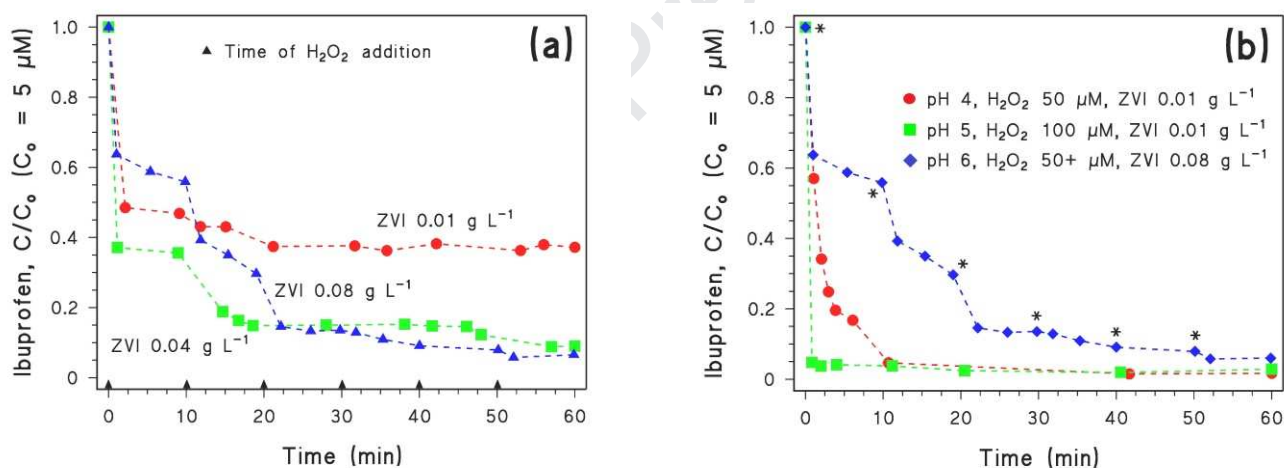 Ibuprofen, C/C₀ (C₀ = 5 µM)
1.0
0.8
0.6
0.4
0.2
0
(a)
▲ Time of H₂O₂ addition
ZVI 0.01 g L⁻¹
ZVI 0.08 g L⁻¹
ZVI 0.04 g L⁻¹
0 10 20 30 40 50 60
Time (min)
Ibuprofen, C/C₀ (C₀ = 5 µM)
1.0
0.8
0.6
0.4
0.2
0
(b)
pH 4, H₂O₂ 50 µM, ZVI 0.01 g L⁻¹
pH 5, H₂O₂ 100 µM, ZVI 0.01 g L⁻¹
pH 6, H₂O₂ 50+ µM, ZVI 0.08 g L⁻¹
* * * * * *
0 10 20 30 40 50 60
Time (min)